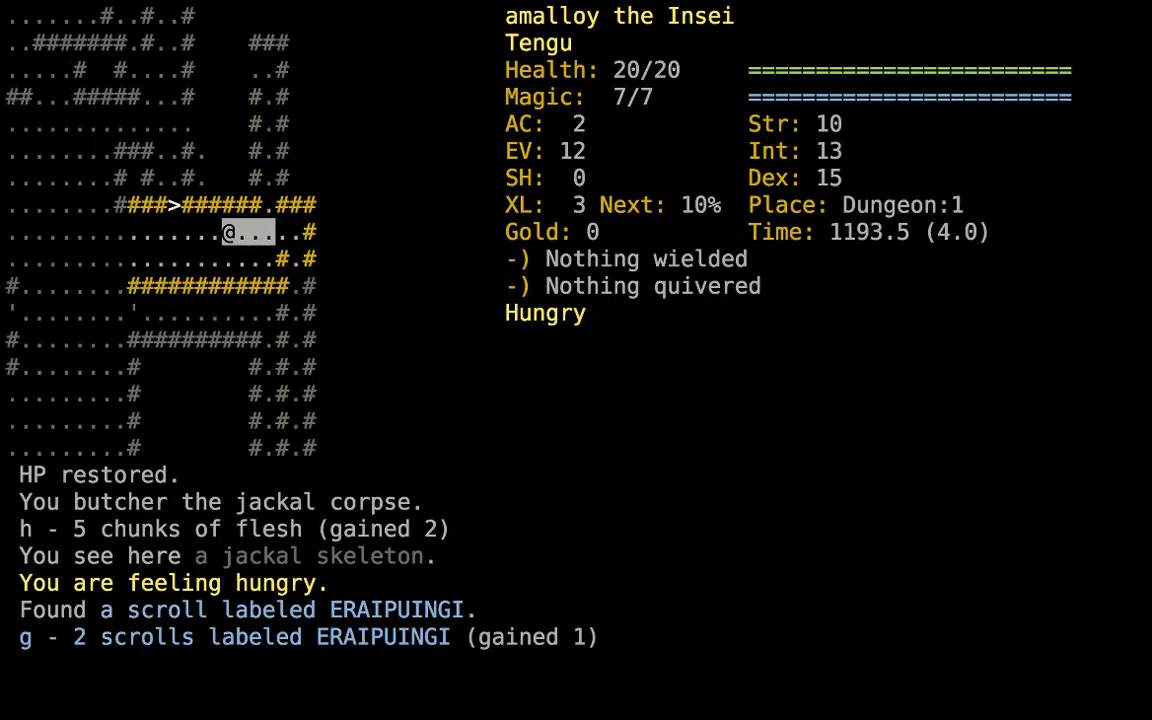 amalloy the Insei
Tengu
Health: 20/20
Magic: 7/7
AC: 2 Str: 10
EV: 12 Int: 13
SH: 0 Dex: 15
XL: 3 Next: 10% Place: Dungeon:1
Gold: 0 Time: 1193.5 (4.0)
-) Nothing wielded
-) Nothing quivered
Hungry
HP restored.
You butcher the jackal corpse.
h - 5 chunks of flesh (gained 2)
You see here a jackal skeleton.
You are feeling hungry.
Found a scroll labeled ERAIPUINGI.
g - 2 scrolls labeled ERAIPUINGI (gained 1)